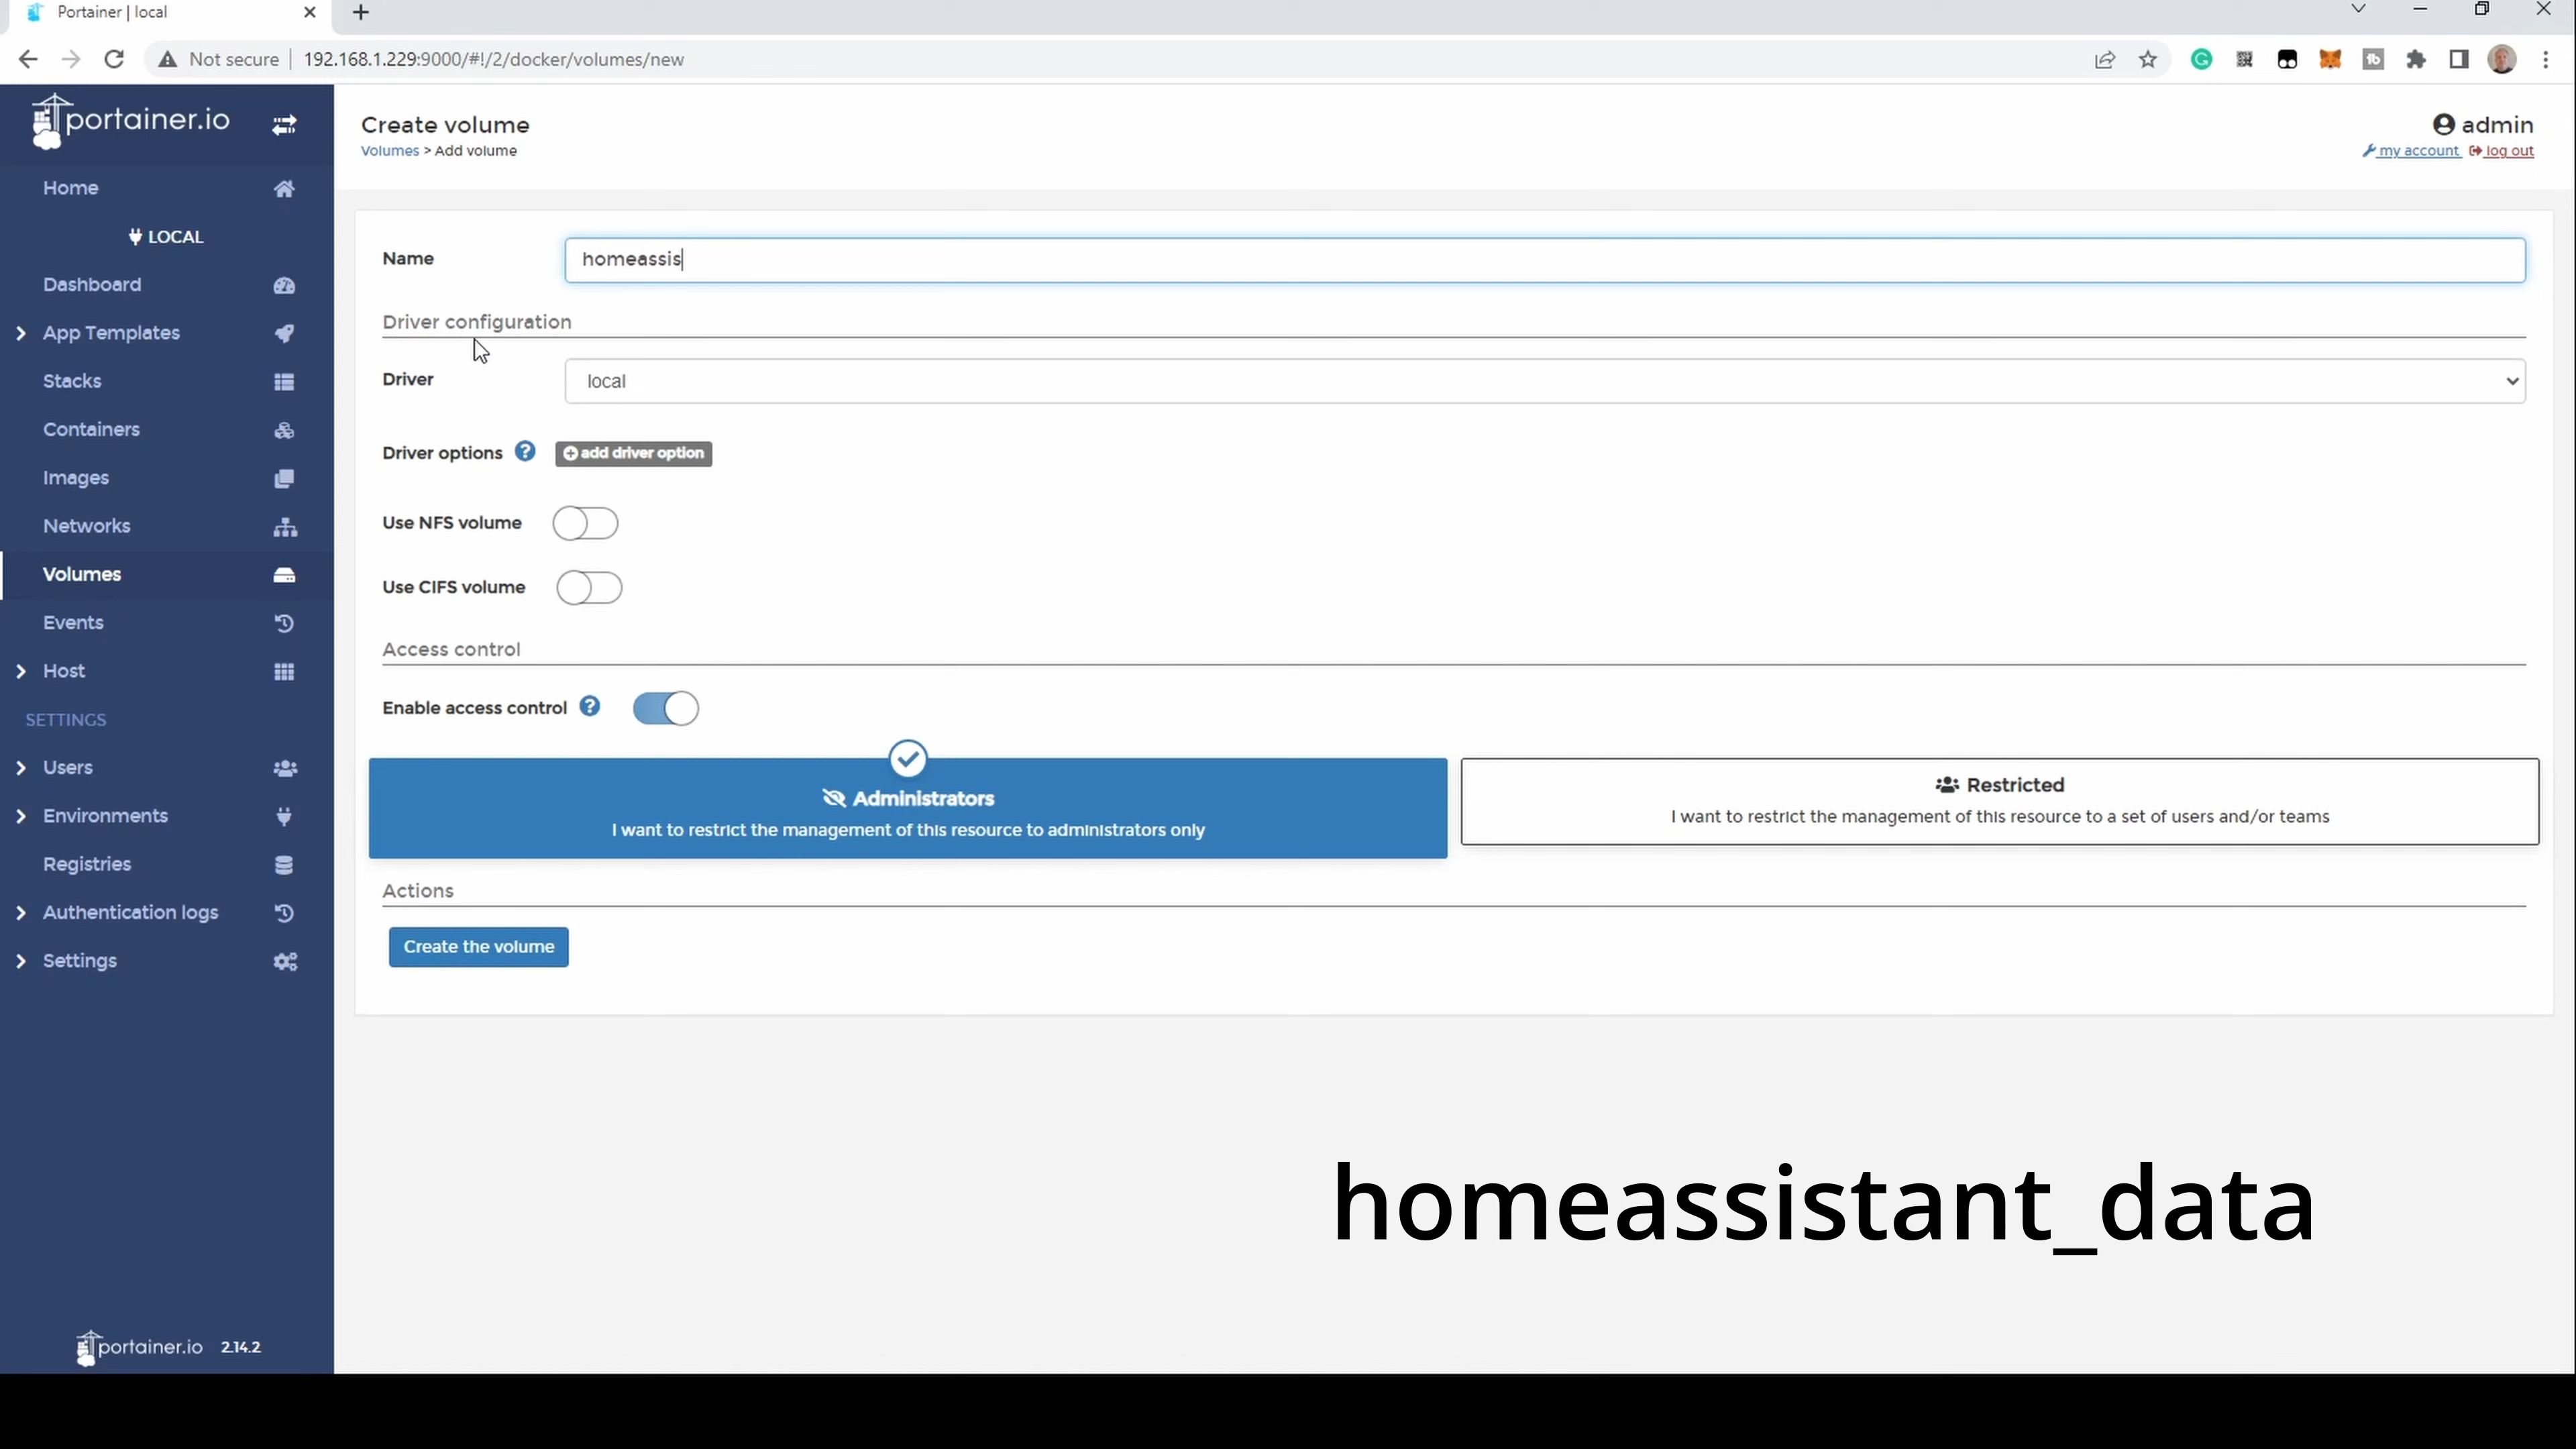 Portainer | local
Not secure
192.168.1.229:9000/#!/2/docker/volumes/new
portainer.io
Home
LOCAL
Dashboard
App Templates
Stacks
Containers
Images
Networks
Volumes
Events
Host
SETTINGS
Users
Environments
Registries
Authentication logs
Settings
portainer.io 2.14.2
Create volume
Volumes > Add volume
admin
my account log out
Name
homeassis
Driver configuration
Driver
local
Driver options
add driver option
Use NFS volume
Use CIFS volume
Access control
Enable access control
Administrators
I want to restrict the management of this resource to administrators only
Restricted
I want to restrict the management of this resource to a set of users and/or teams
Actions
Create the volume
homeassistant_data